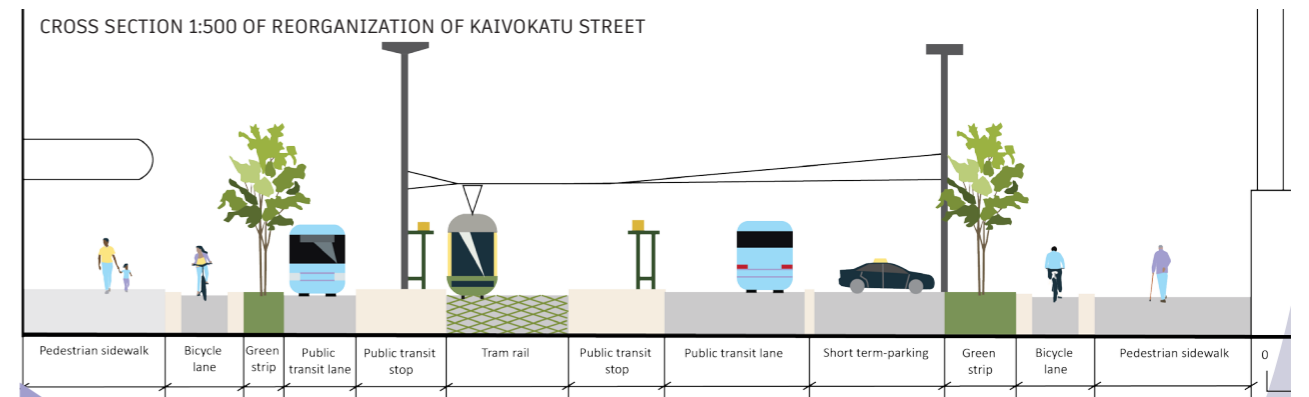 CROSS SECTION 1:500 OF REORGANIZATION OF KAIVOKATU STREET
Pedestrian sidewalk
Bicycle
lane
Green
strip
Public
transit lane
Public transit
stop
Tram rail
Public transit
stop
Public transit lane
Short term-parking
Green
strip
Bicycle
lane
Pedestrian sidewalk
0